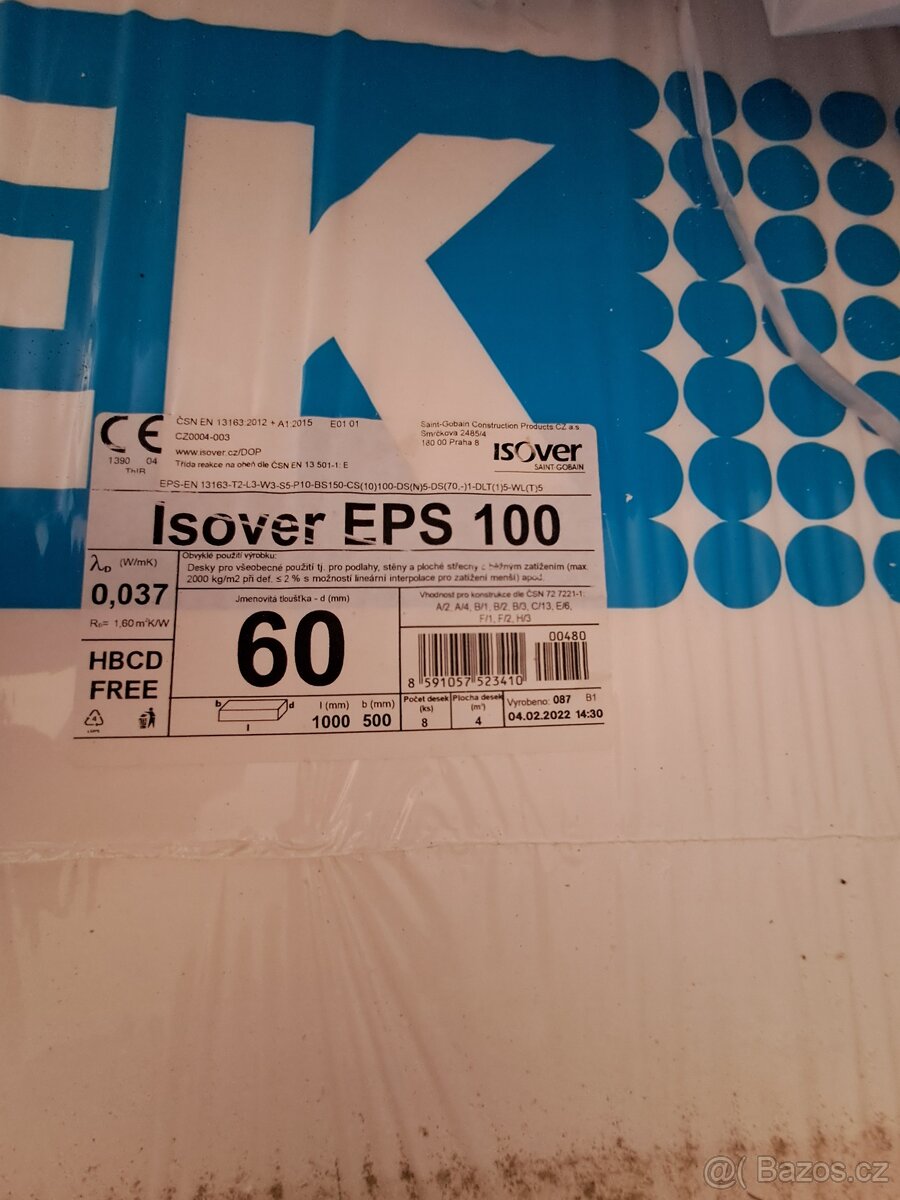 EK
CE
1390 04
ThIR
ČSN EN 13163:2012 + A1:2015 E01 01
CZ0004-003
www.isover.cz/DOP
Třída reakce na oheň dle ČSN EN 13 501-1: E
Saint-Gobain Construction Products CZ a.s.
Smrčkova 2485/4
180 00 Praha 8
isover
SAINT-GOBAIN
EPS-EN 13163-T2-L3-W3-S5-P10-BS150-CS(10)100-DS(N)5-DS(70,-)1-DLT(1)5-WL(T)5
Isover EPS 100
λD (W/mK)
0,037
RD= 1,60 m²K/W
HBCD
FREE
Obvyklé použití výrobku:
Desky pro všeobecné použití tj. pro podlahy, stěny a ploché střechy s běžným zatížením (max.
2000 kg/m2 při def. ≤ 2 % s možností lineární interpolace pro zatížení menší) apod.
Jmenovitá tloušťka - d (mm)
60
Vhodnost pro konstrukce dle ČSN 72 7221-1:
A/2, A/4, B/1, B/2, B/3, C/13, E/6,
F/1, F/2, H/3
00480
8 591057 523410
b d l
l (mm) b (mm)
1000 500
Počet desek
(ks)
8
Plocha desek
(m²)
4
Vyrobeno: 087 B1
04.02.2022 14:30
@( Bazos.cz